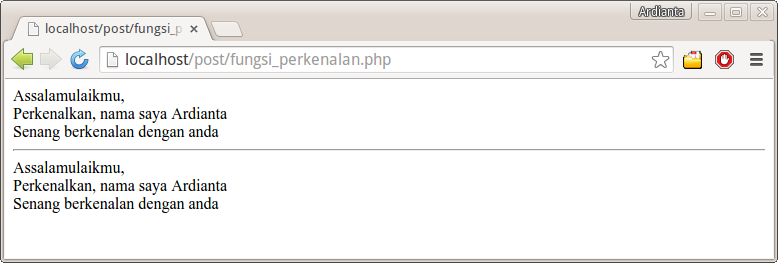 Ardianta
localhost/post/fungsi_p
localhost/post/fungsi_perkenalan.php
Assalamulaikmu,
Perkenalkan, nama saya Ardianta
Senang berkenalan dengan anda
Assalamulaikmu,
Perkenalkan, nama saya Ardianta
Senang berkenalan dengan anda